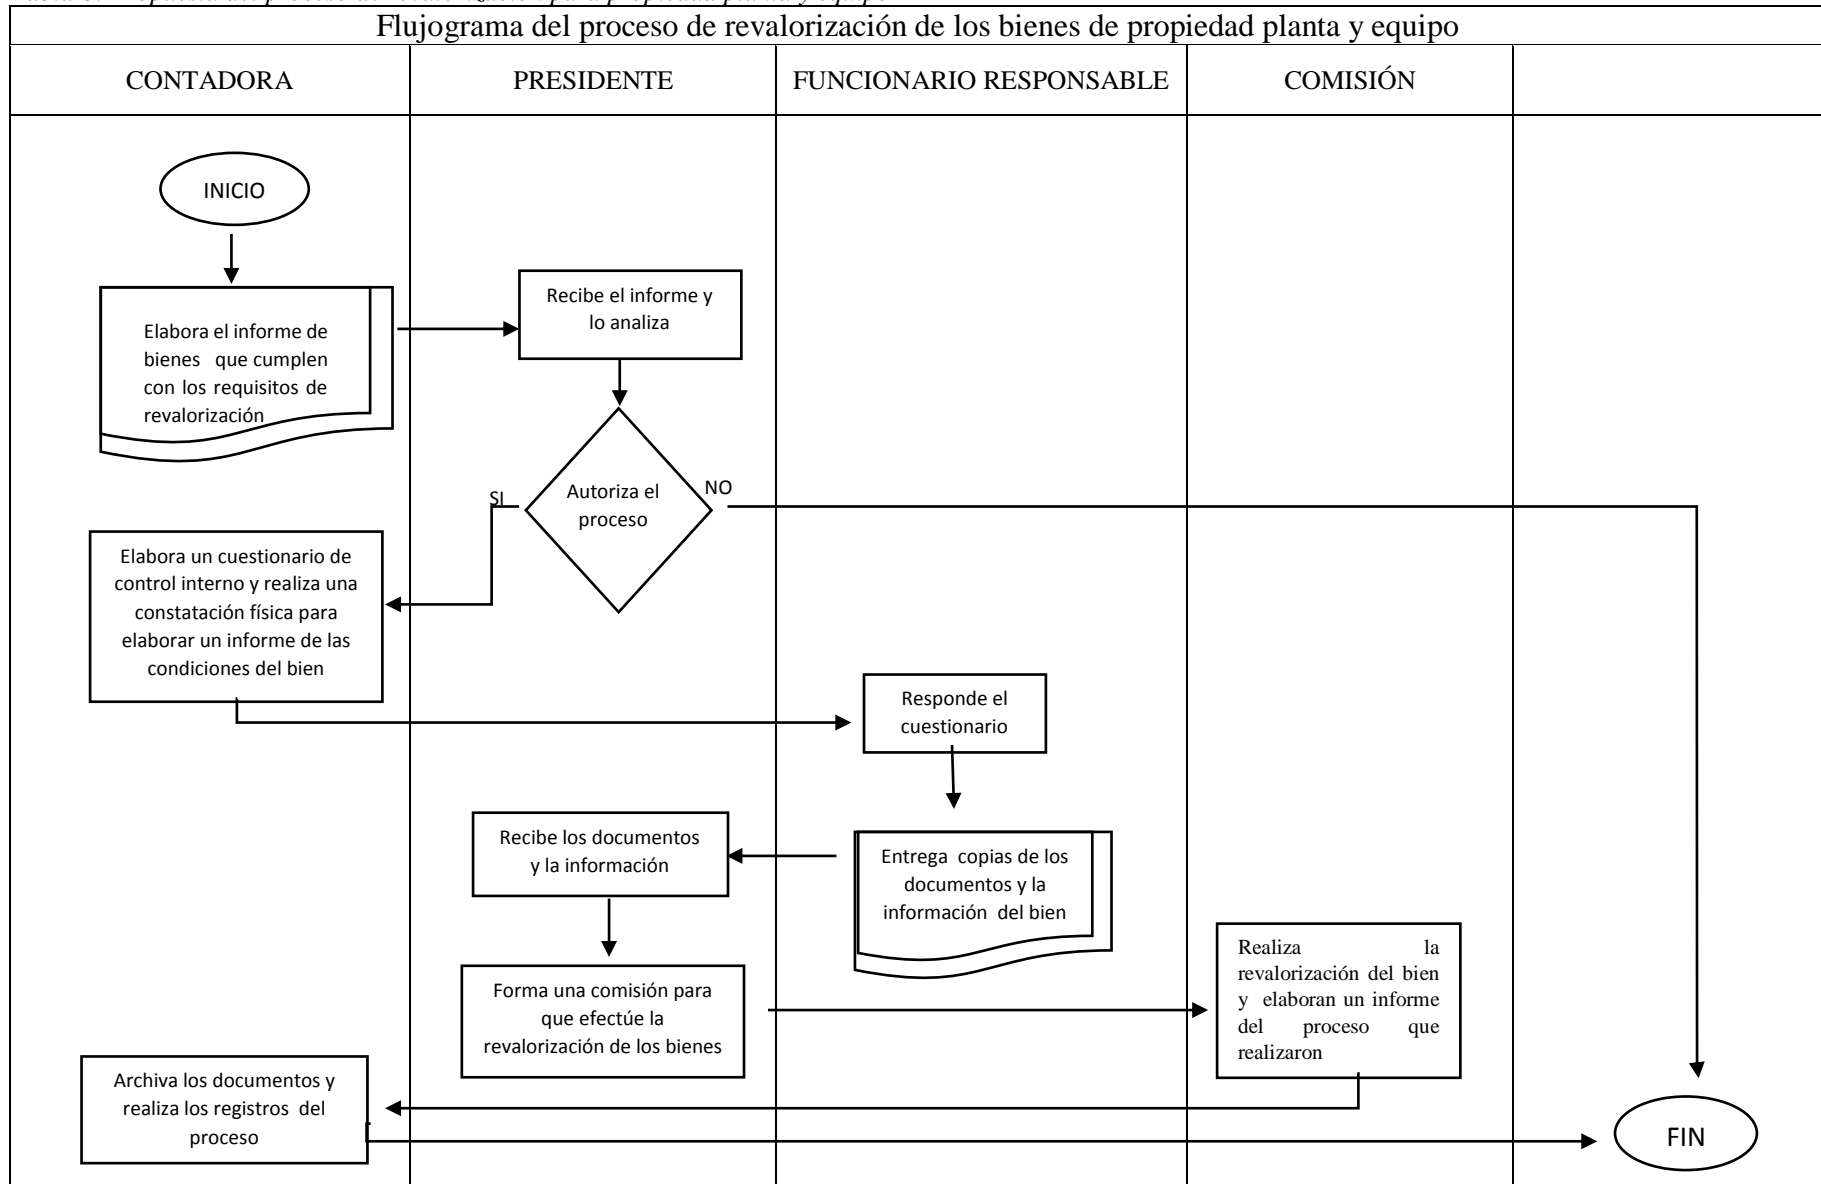 Flujograma del proceso de revalorización de los bienes de propiedad planta y equipo
CONTADORA
PRESIDENTE
FUNCIONARIO RESPONSABLE
COMISIÓN
INICIO
Elabora el informe de
bienes que cumplen
con los requisitos de
revalorización
Recibe el informe y
lo analiza
Autoriza el
proceso
SI
NO
Elabora un cuestionario de
control interno y realiza una
constatación física para
elaborar un informe de las
condiciones del bien
Responde el
cuestionario
Entrega copias de los
documentos y la
información del bien
Recibe los documentos
y la información
Forma una comisión para
que efectúe la
revalorización de los bienes
Realiza la
revalorización del bien
y elaboran un informe
del proceso que
realizaron
Archiva los documentos y
realiza los registros del
proceso
FIN